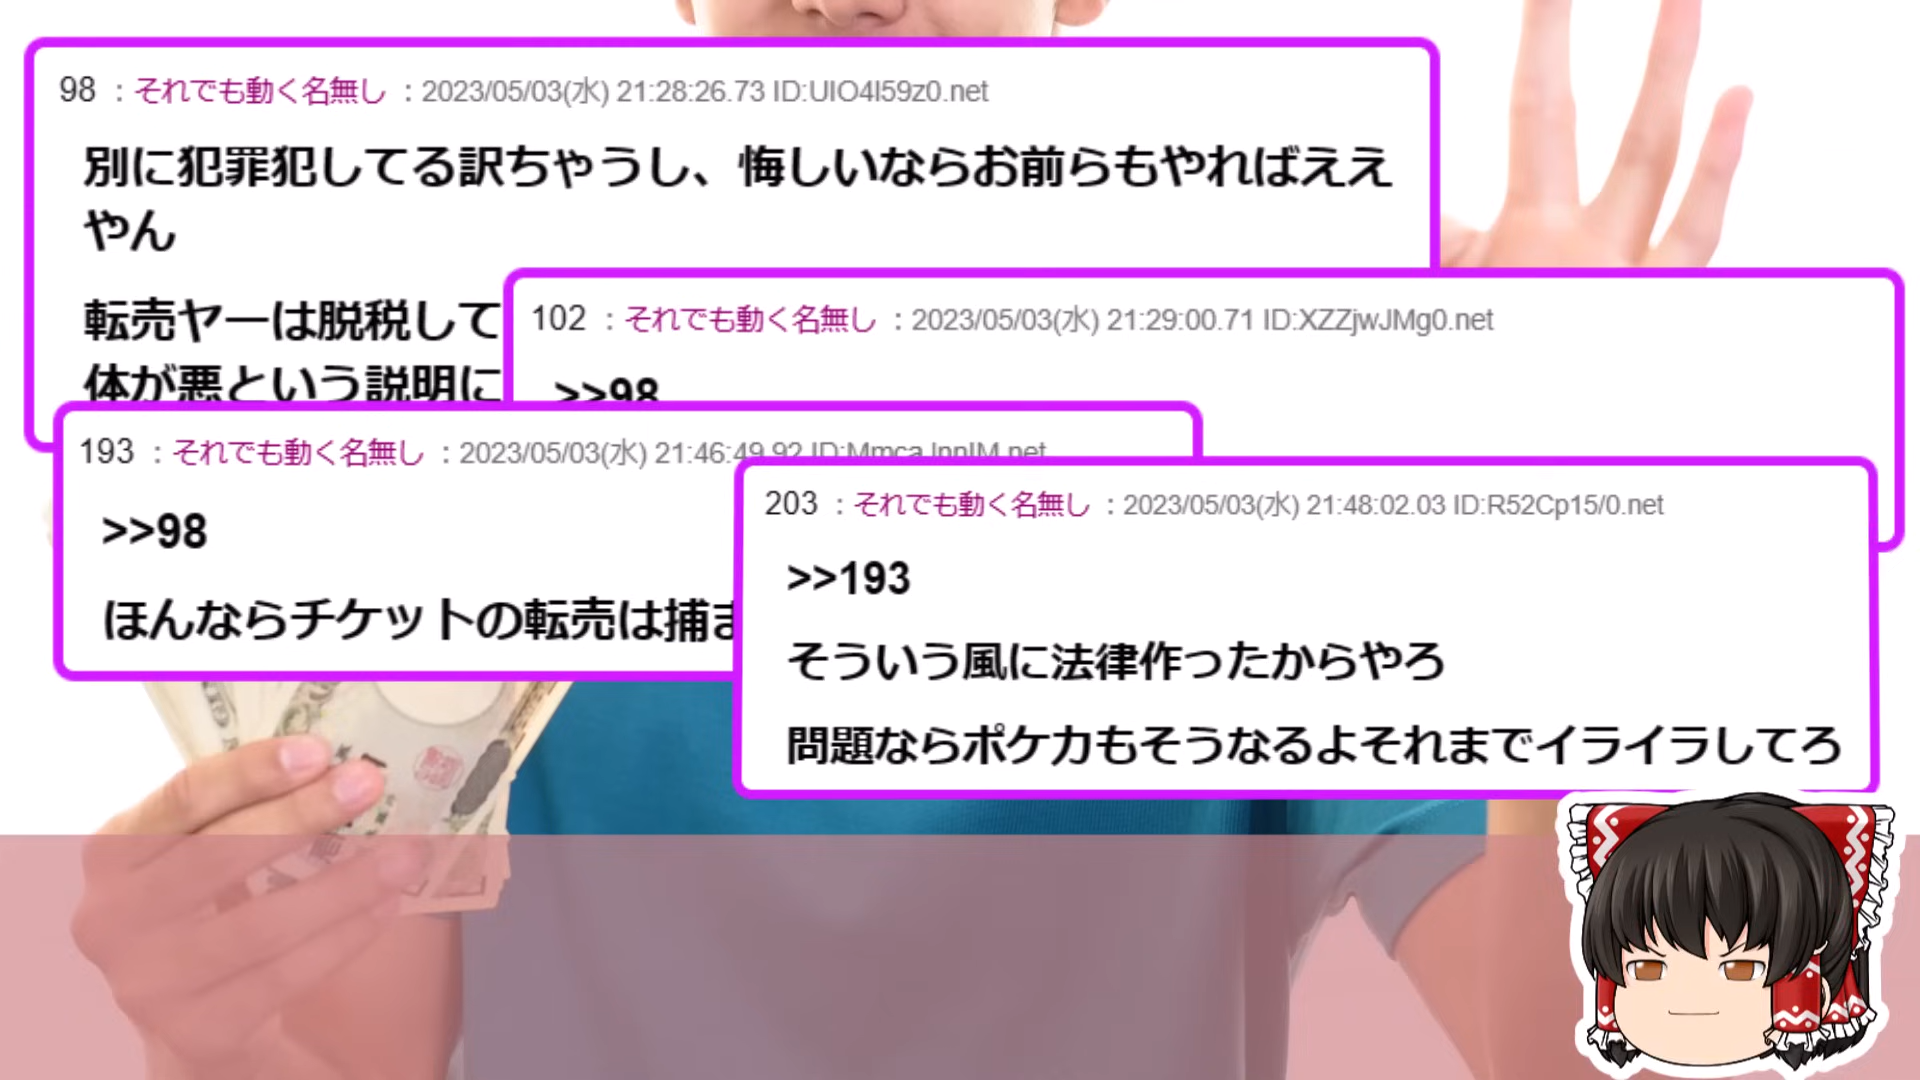 98 ：それでも動く名無し ：2023/05/03(水) 21:28:26.73 ID:UIO4I59z0.net
別に犯罪犯してる訳ちゃうし、悔しいならお前らもやればええ
やん
転売ヤーは脱税して
体が悪という説明に
102 ：それでも動く名無し ：2023/05/03(水) 21:29:00.71 ID:XZZjwJMg0.net
>>98
193 ：それでも動く名無し ：2023/05/03(水) 21:46:49.92
>>98
ほんならチケットの転売は捕ま
203 ：それでも動く名無し ：2023/05/03(水) 21:48:02.03 ID:R52Cp15/0.net
>>193
そういう風に法律作ったからやろ
問題ならポケカもそうなるよそれまでイライラしてろ